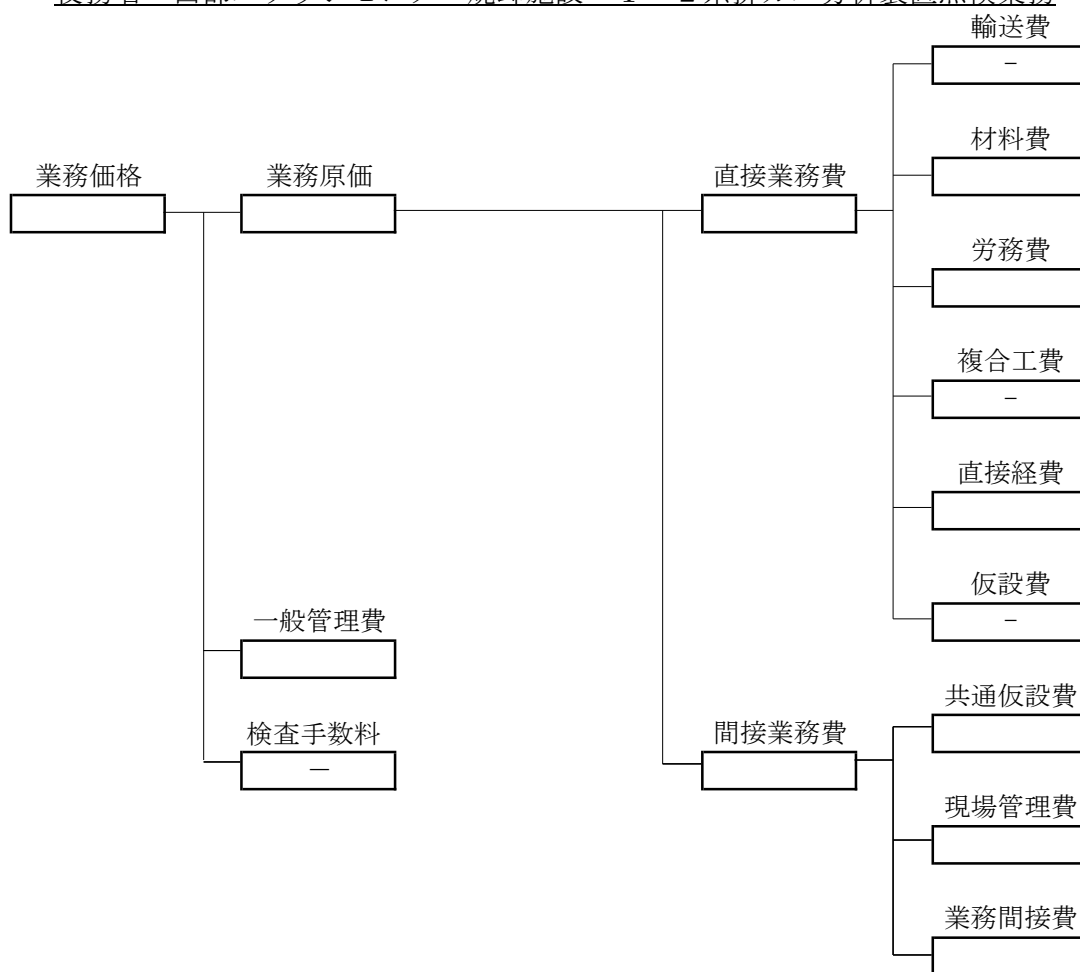 輸送費
－
材料費
業務価格
業務原価
直接業務費
労務費
複合工費
－
直接経費
仮設費
－
一般管理費
共通仮設費
検査手数料
－
間接業務費
現場管理費
業務間接費